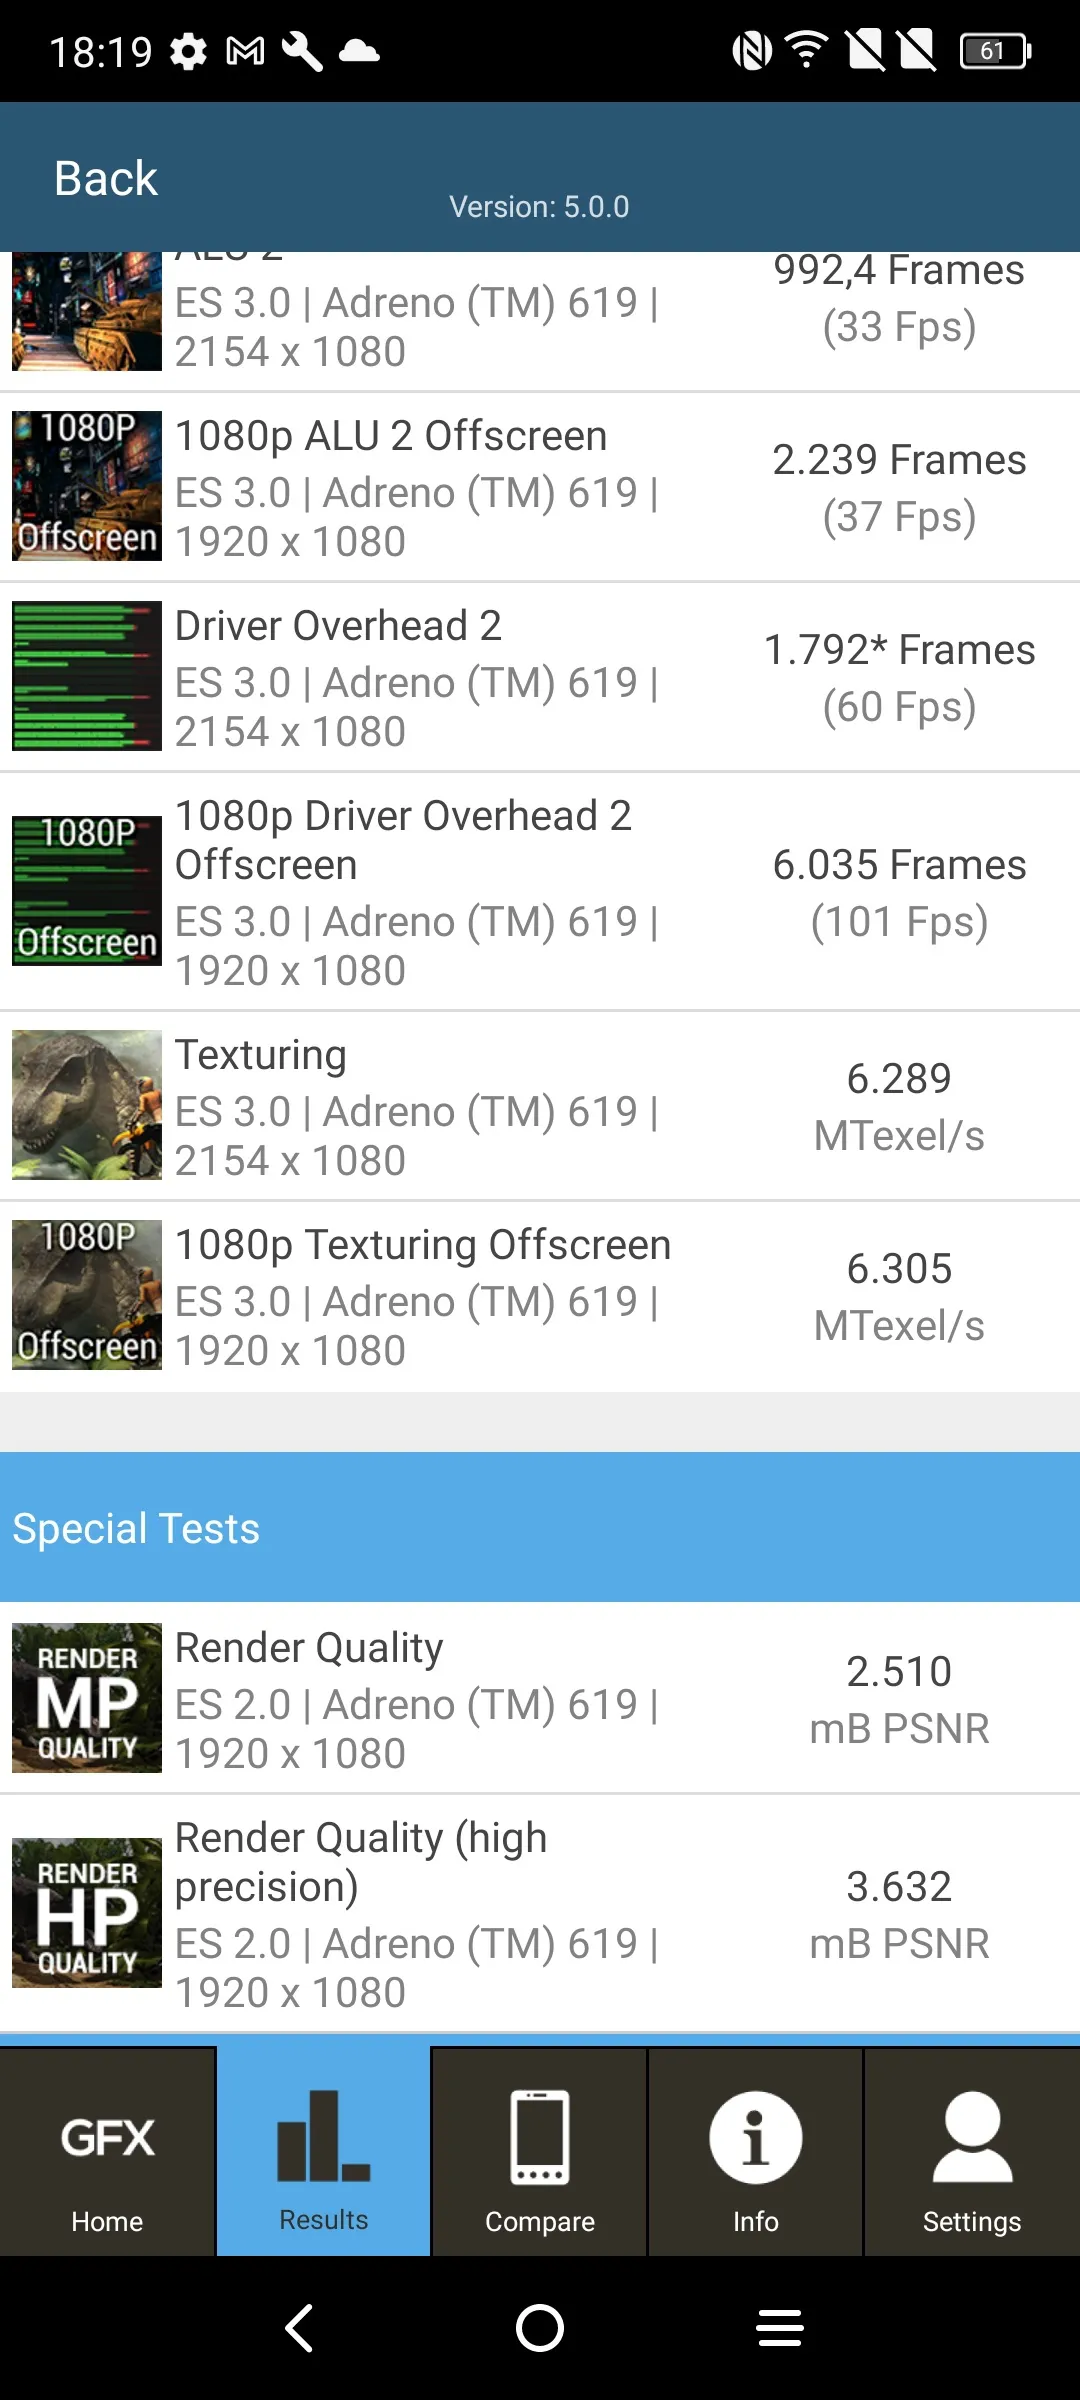 18:19
61
Back
Version: 5.0.0
ALU 2
992,4 Frames
ES 3.0 | Adreno (TM) 619 |
2154 x 1080
(33 Fps)
1080P
Offscreen
1080p ALU 2 Offscreen
ES 3.0 | Adreno (TM) 619 |
1920 x 1080
2.239 Frames
(37 Fps)
Driver Overhead 2
ES 3.0 | Adreno (TM) 619 |
2154 x 1080
1.792* Frames
(60 Fps)
1080P
Offscreen
1080p Driver Overhead 2
Offscreen
ES 3.0 | Adreno (TM) 619 |
1920 x 1080
6.035 Frames
(101 Fps)
Texturing
ES 3.0 | Adreno (TM) 619 |
2154 x 1080
6.289
MTexel/s
1080P
Offscreen
1080p Texturing Offscreen
ES 3.0 | Adreno (TM) 619 |
1920 x 1080
6.305
MTexel/s
Special Tests
RENDER
MP
QUALITY
Render Quality
ES 2.0 | Adreno (TM) 619 |
1920 x 1080
2.510
mB PSNR
RENDER
HP
QUALITY
Render Quality (high
precision)
ES 2.0 | Adreno (TM) 619 |
1920 x 1080
3.632
mB PSNR
GFX
Home
Results
Compare
Info
Settings